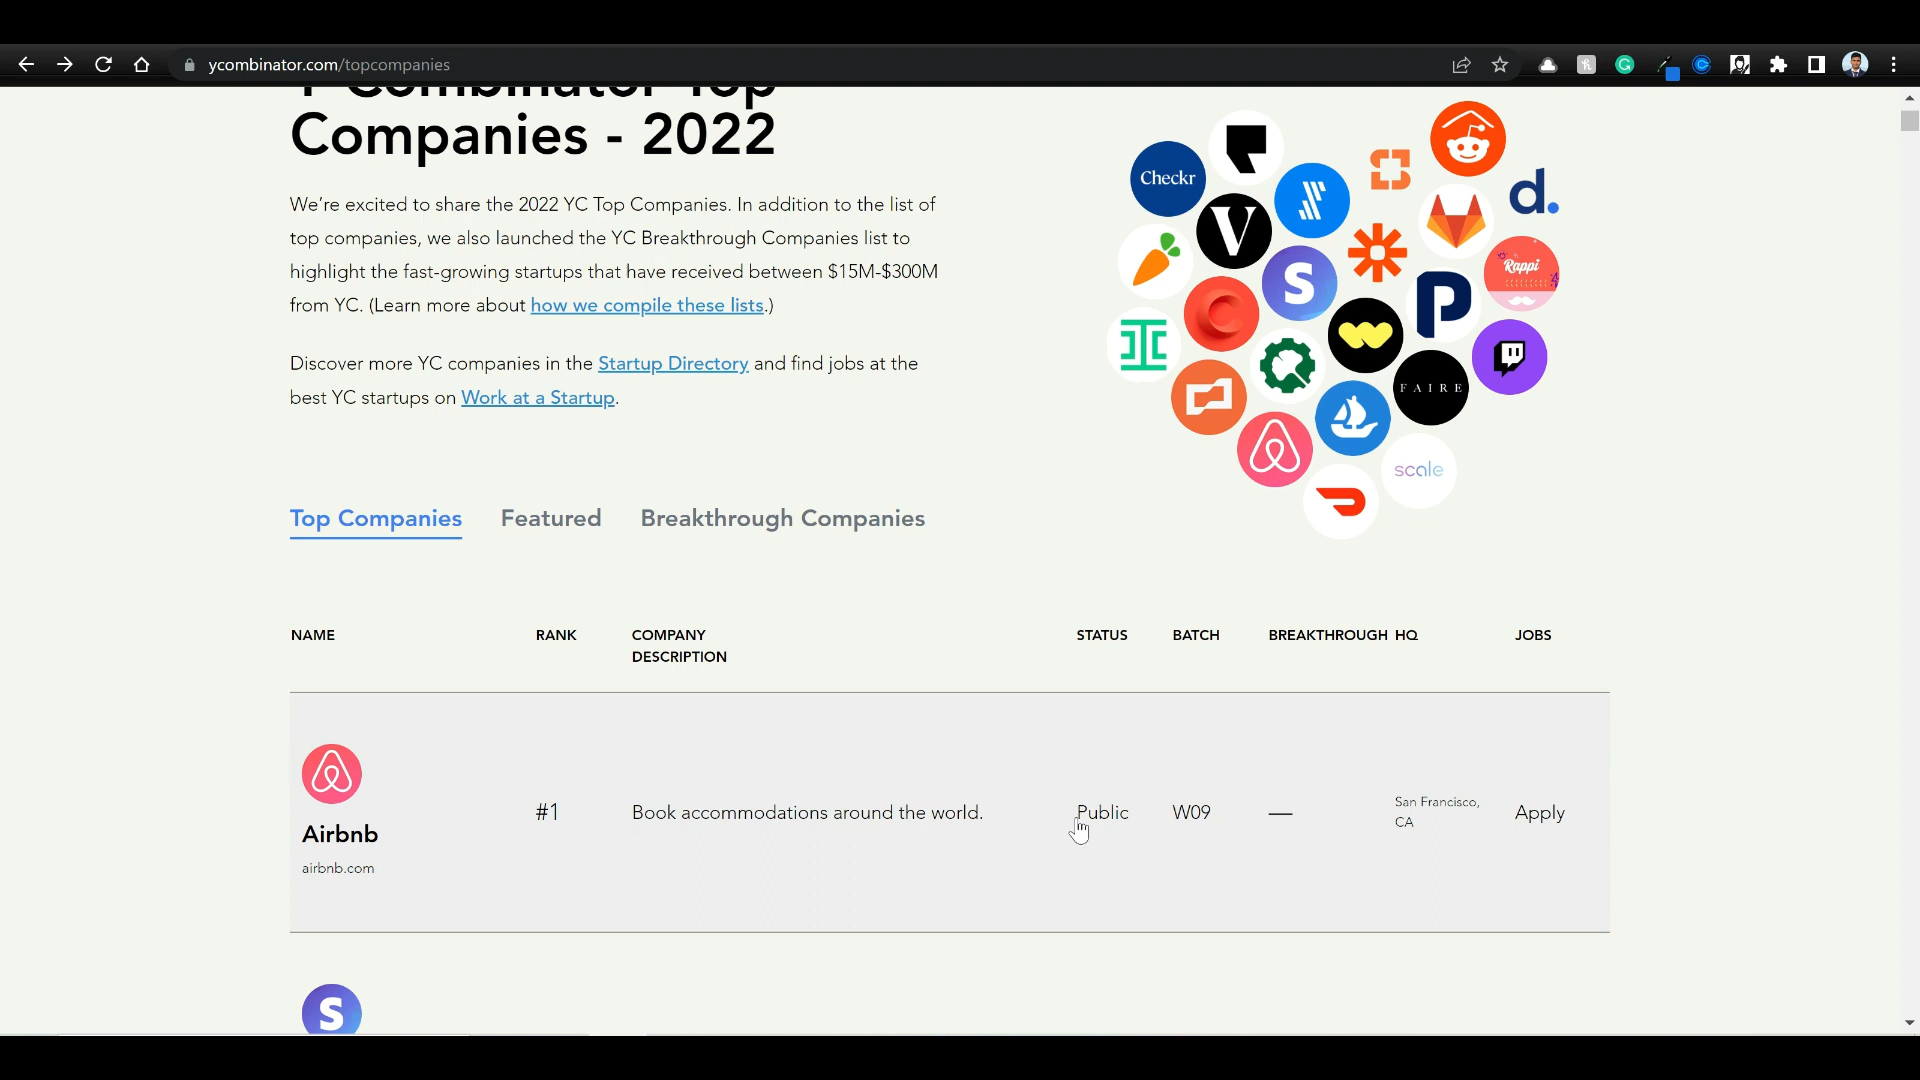 ycombinator.com/topcompanies
Y Combinator Top
Companies - 2022
We're excited to share the 2022 YC Top Companies. In addition to the list of
top companies, we also launched the YC Breakthrough Companies list to
highlight the fast-growing startups that have received between $15M-$300M
from YC. (Learn more about how we compile these lists.)
Discover more YC companies in the Startup Directory and find jobs at the
best YC startups on Work at a Startup.
Checkr
V
d.
Rappi
S
C
P
FAIRE
scale
Top Companies Featured Breakthrough Companies
NAME RANK COMPANY DESCRIPTION STATUS BATCH BREAKTHROUGH HQ JOBS
Airbnb
airbnb.com
#1
Book accommodations around the world.
Public
W09
—
San Francisco,
CA
Apply
S